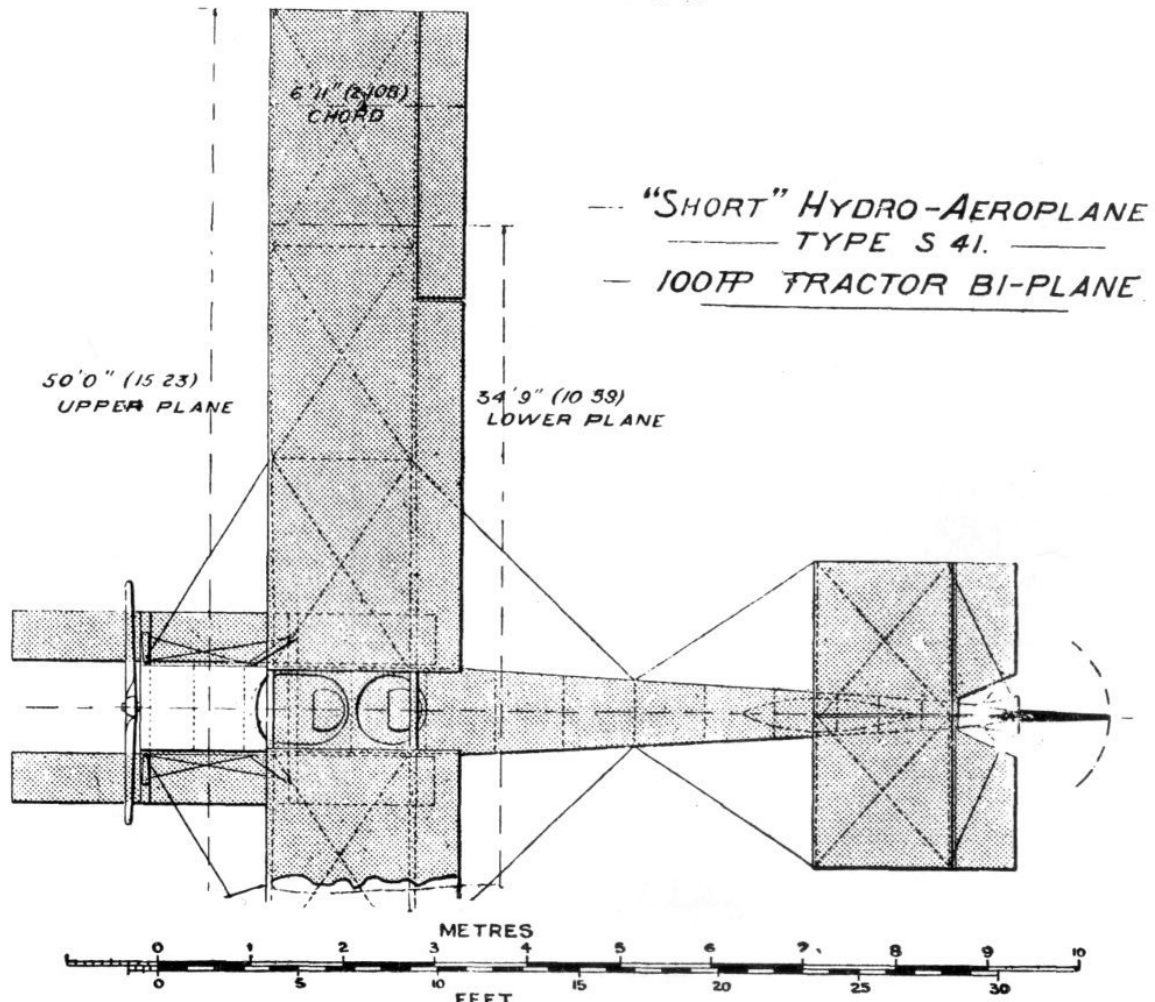 6'11" (2·108)
CHORD
"SHORT" HYDRO-AEROPLANE
TYPE S 41.
100 HP TRACTOR BI-PLANE
50'0" (15 23)
UPPER PLANE
34'9" (10 59)
LOWER PLANE
METRES
0 1 2 3 4 5 6 7 8 9 10
0 5 10 15 20 25 30
FEET